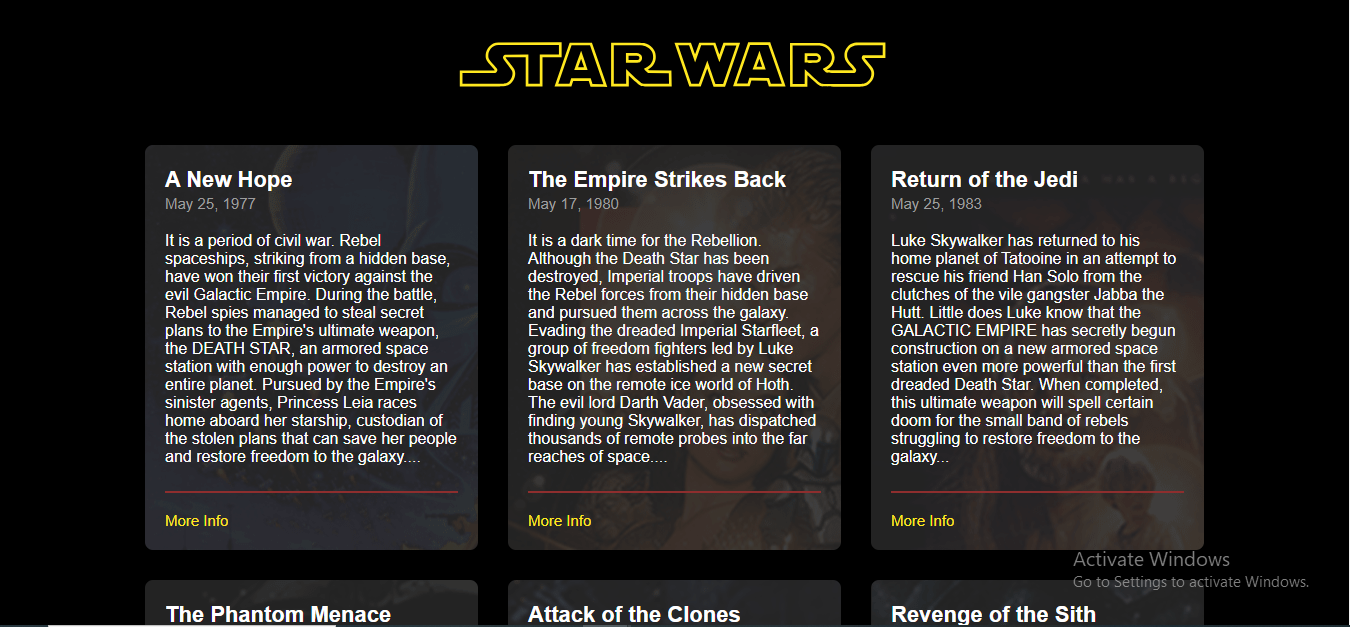 STAR WARS
A New Hope
May 25, 1977
It is a period of civil war. Rebel
spaceships, striking from a hidden base,
have won their first victory against the
evil Galactic Empire. During the battle,
Rebel spies managed to steal secret
plans to the Empire's ultimate weapon,
the DEATH STAR, an armored space
station with enough power to destroy an
entire planet. Pursued by the Empire's
sinister agents, Princess Leia races
home aboard her starship, custodian of
the stolen plans that can save her people
and restore freedom to the galaxy....
More Info
The Empire Strikes Back
May 17, 1980
It is a dark time for the Rebellion.
Although the Death Star has been
destroyed, Imperial troops have driven
the Rebel forces from their hidden base
and pursued them across the galaxy.
Evading the dreaded Imperial Starfleet, a
group of freedom fighters led by Luke
Skywalker has established a new secret
base on the remote ice world of Hoth.
The evil lord Darth Vader, obsessed with
finding young Skywalker, has dispatched
thousands of remote probes into the far
reaches of space....
More Info
Return of the Jedi
May 25, 1983
Luke Skywalker has returned to his
home planet of Tatooine in an attempt to
rescue his friend Han Solo from the
clutches of the vile gangster Jabba the
Hutt. Little does Luke know that the
GALACTIC EMPIRE has secretly begun
construction on a new armored space
station even more powerful than the first
dreaded Death Star. When completed,
this ultimate weapon will spell certain
doom for the small band of rebels
struggling to restore freedom to the
galaxy...
More Info
The Phantom Menace
Attack of the Clones
Revenge of the Sith
Activate Windows
Go to Settings to activate Windows.